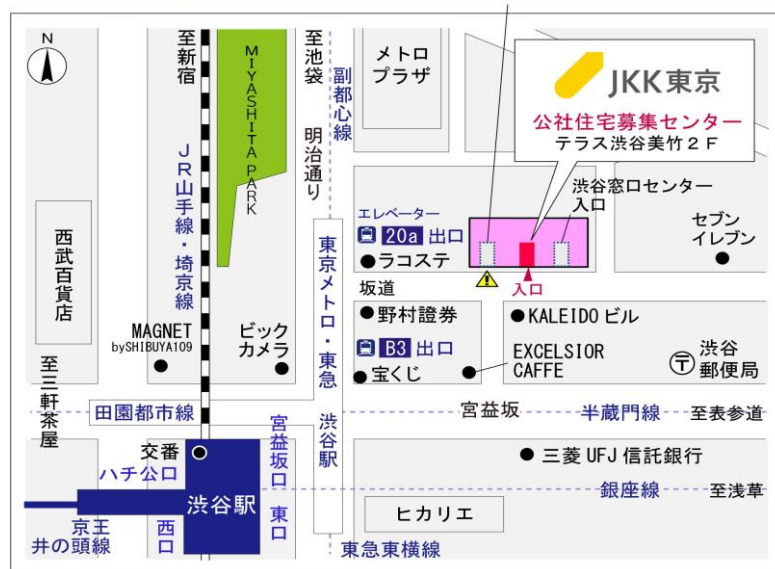 N
至新宿
MIYASHITA PARK
至池袋
副都心線
明治通り
メトロ
プラザ
JKK東京
公社住宅募集センター
テラス渋谷美竹2F
JR山手線・埼京線
渋谷窓口センター
入口
エレベーター
20a 出口
ラコステ
セブン
イレブン
西武百貨店
東京メトロ・東急
渋谷駅
入口
坂道
野村證券
KALEIDO ビル
MAGNET
bySHIBUYA109
ビック
カメラ
B3 出口
宝くじ
EXCELSIOR
CAFFE
渋谷
郵便局
至三軒茶屋
田園都市線
宮益坂
半蔵門線
至表参道
交番
ハチ公口
宮益坂口
三菱UFJ信託銀行
渋谷駅
銀座線
至浅草
京王
井の頭線
西口
東口
ヒカリエ
東急東横線